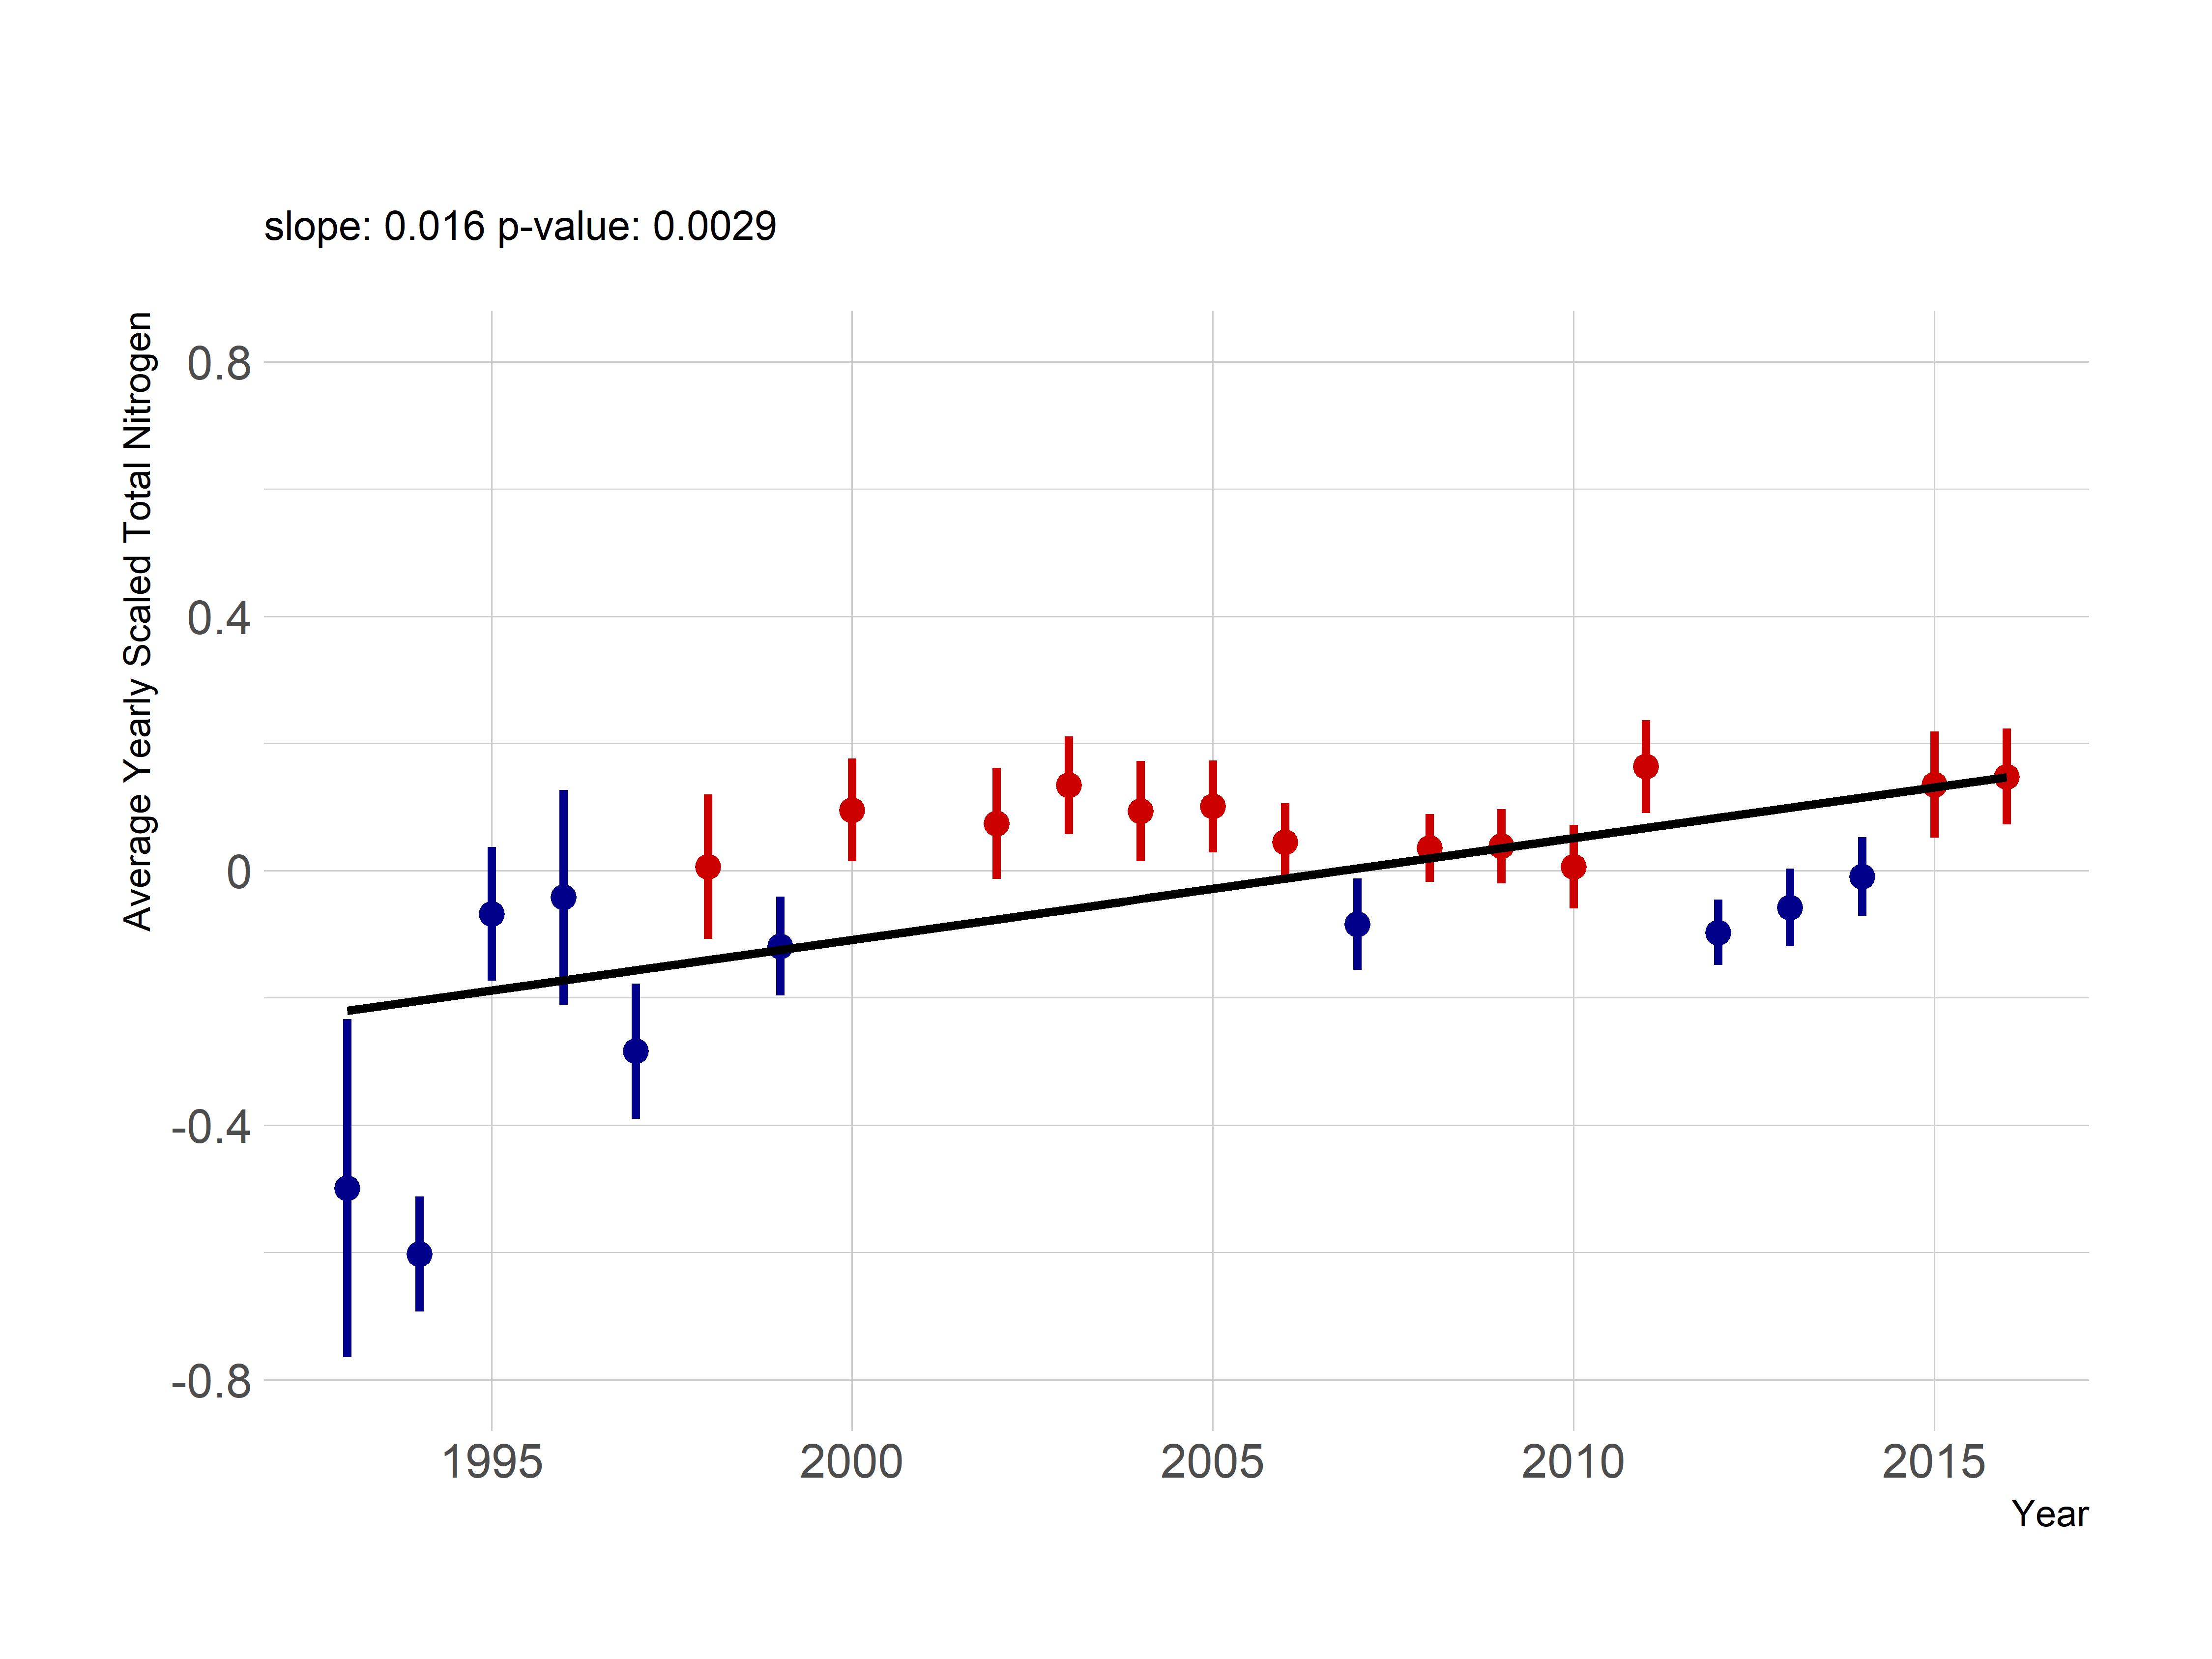 slope: 0.016 p-value: 0.0029
Average Yearly Scaled Total Nitrogen
0.8
0.4
0
-0.4
-0.8
1995 2000 2005 2010 2015
Year